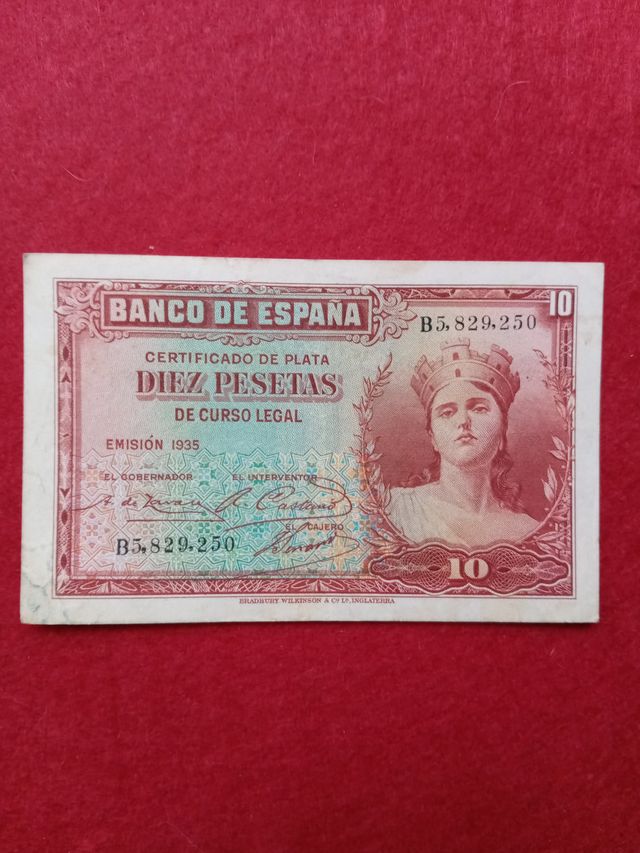 BANCO DE ESPAÑA
10
B5,829,250
CERTIFICADO DE PLATA
DIEZ PESETAS
DE CURSO LEGAL
EMISIÓN 1935
EL GOBERNADOR
EL INTERVENTOR
EL CAJERO
B5,829,250
10
BRADBURY, WILKINSON & Cº Lº, INGLATERRA